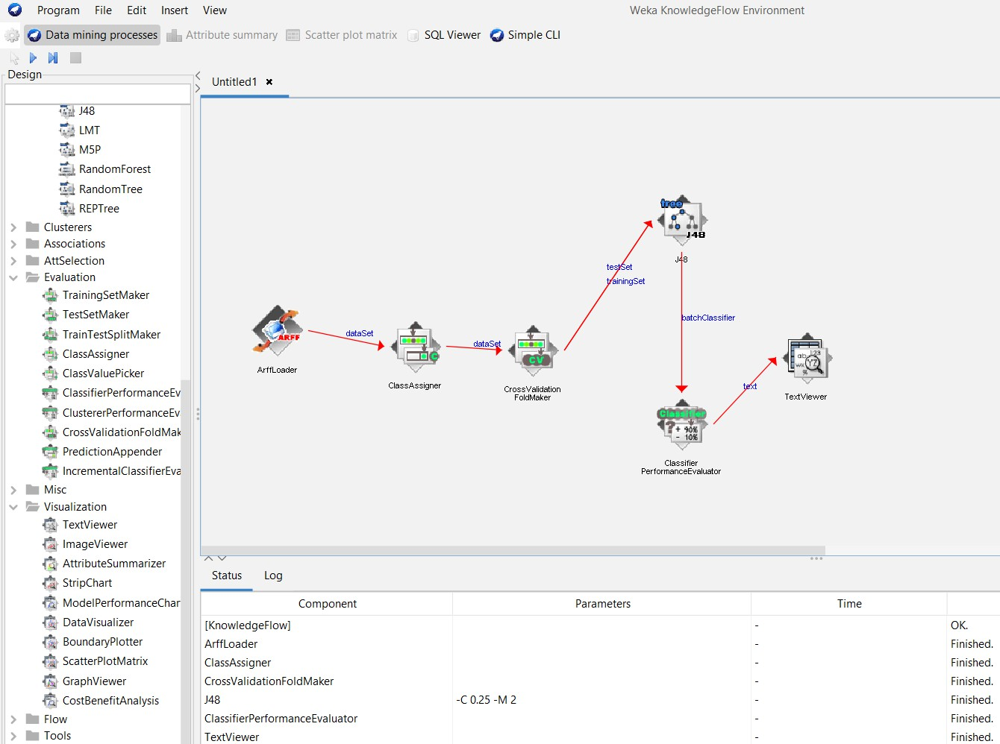 Program File Edit Insert View
Weka KnowledgeFlow Environment
Data mining processes Attribute summary Scatter plot matrix SQL Viewer Simple CLI
Design
Untitled1
J48
LMT
M5P
RandomForest
RandomTree
REPTree
Clusterers
Associations
AttSelection
Evaluation
TrainingSetMaker
TestSetMaker
TrainTestSplitMaker
ClassAssigner
ClassValuePicker
ClassifierPerformanceEv
ClustererPerformanceEv
CrossValidationFoldMak
PredictionAppender
IncrementalClassifierEva
Misc
Visualization
TextViewer
ImageViewer
AttributeSummarizer
StripChart
ModelPerformanceChar
DataVisualizer
BoundaryPlotter
ScatterPlotMatrix
GraphViewer
CostBenefitAnalysis
Flow
Tools
ARFF
ArffLoader
dataSet
C
ClassAssigner
dataSet
CV
CrossValidation
FoldMaker
testSet
trainingSet
tree
J48
J48
batchClassifier
Classifier
? + 90%
- 10%
Classifier
PerformanceEvaluator
text
TextViewer
Status Log
Component Parameters Time
[KnowledgeFlow] - OK.
ArffLoader - Finished.
ClassAssigner - Finished.
CrossValidationFoldMaker - Finished.
J48 -C 0.25 -M 2 - Finished.
ClassifierPerformanceEvaluator - Finished.
TextViewer - Finished.